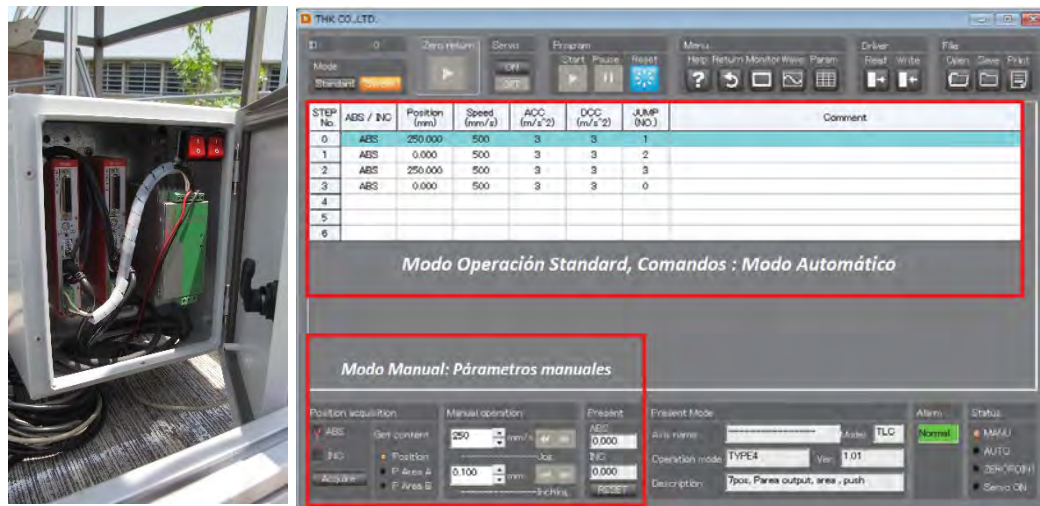 THK CO.,LTD.
ID 0 Zero return Servo Program Menu Driver File
Mode ON Start Pause Reset Help Return Monitor Wave Param Read Write Open Save Print
Standard OFF
STEP No. ABS / INC Position (mm) Speed (mm/s) ACC (m/s^2) DCC (m/s^2) JUMP (NO.) Comment
0 ABS 250.000 500 3 3 1
1 ABS 0.000 500 3 3 2
2 ABS 250.000 500 3 3 3
3 ABS 0.000 500 3 3 0
4
5
6
Modo Operación Standard, Comandos : Modo Automático
Modo Manual: Párametros manuales
Position acquisition Manual operation Present Present Mode Alarm Status
ABS Get content 250 mm/s ABS 0.000 Axis name ------------------ Model TLC Normal MANU
INC Position Jog INC Operation mode TYPE4 Ver. 1.01 AUTO
Acquire P Area A 0.100 mm 0.000 ZEROPOINT
P Area B Inching RESET Description 7pos, Parea output, area , push Servo ON